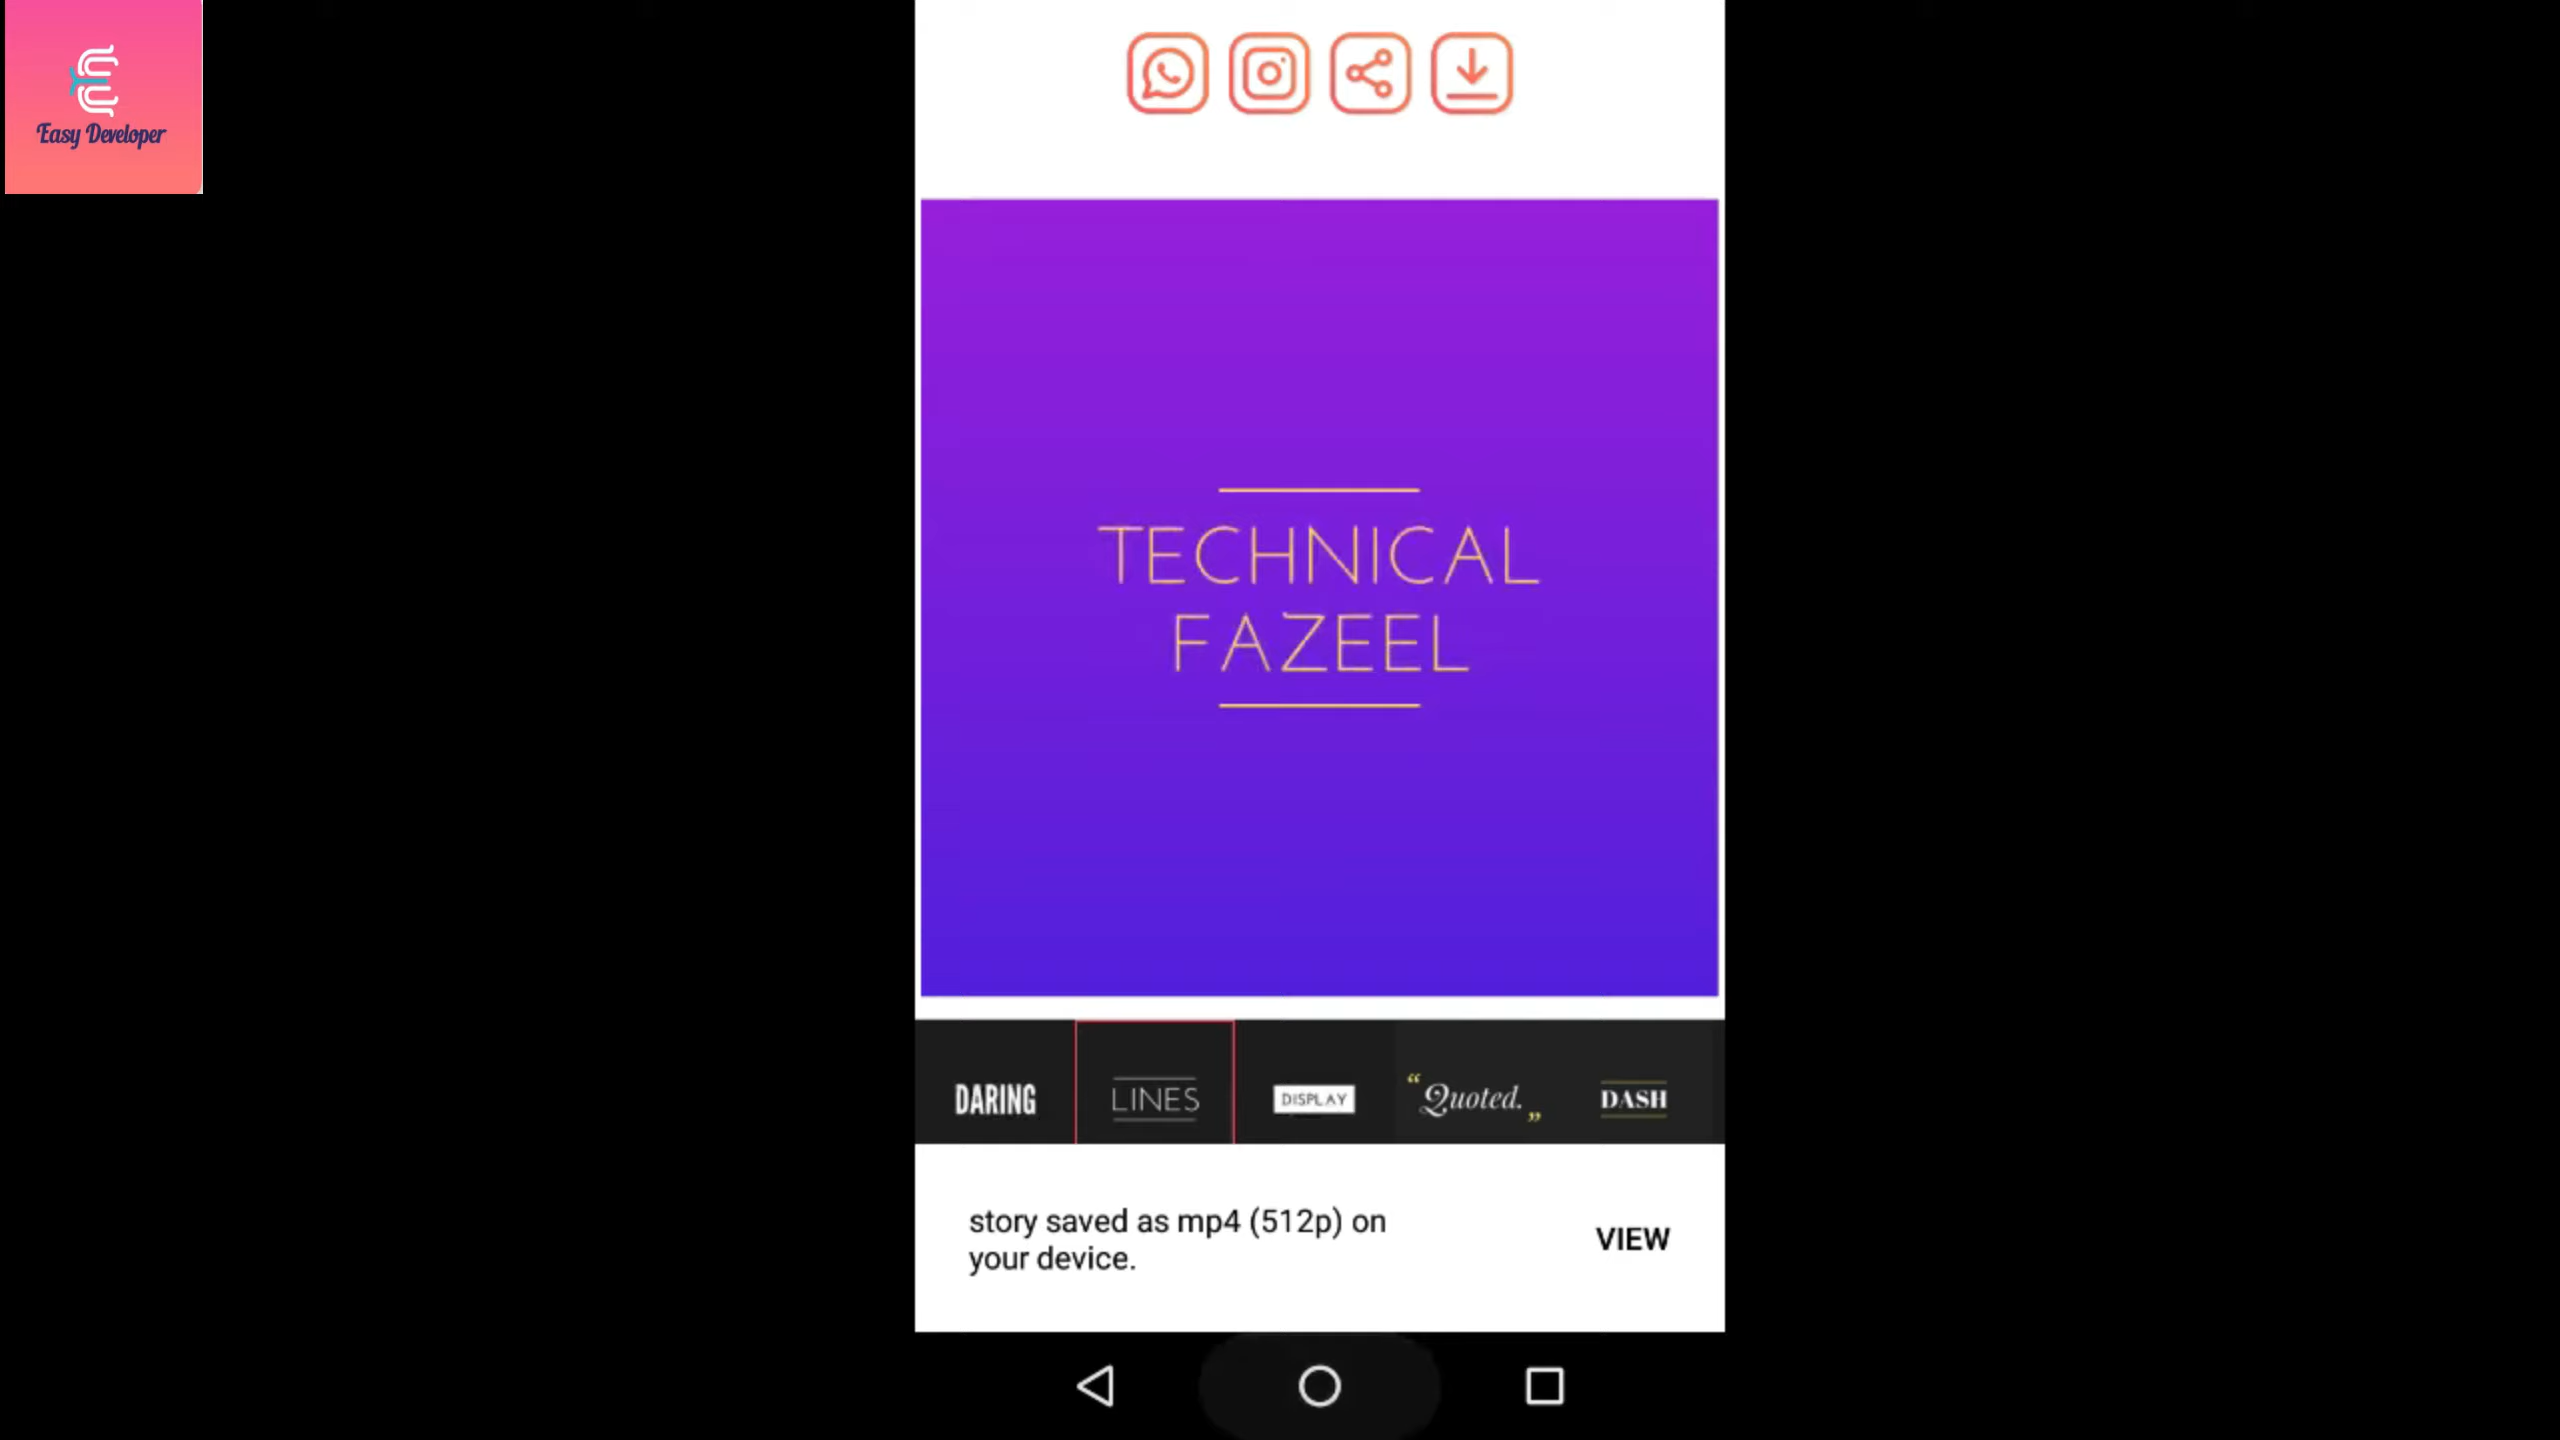 Easy Developer
TECHNICAL
FAZEEL
DARING
LINES
DISPLAY
“Quoted.„
DASH
story saved as mp4 (512p) on
your device.
VIEW